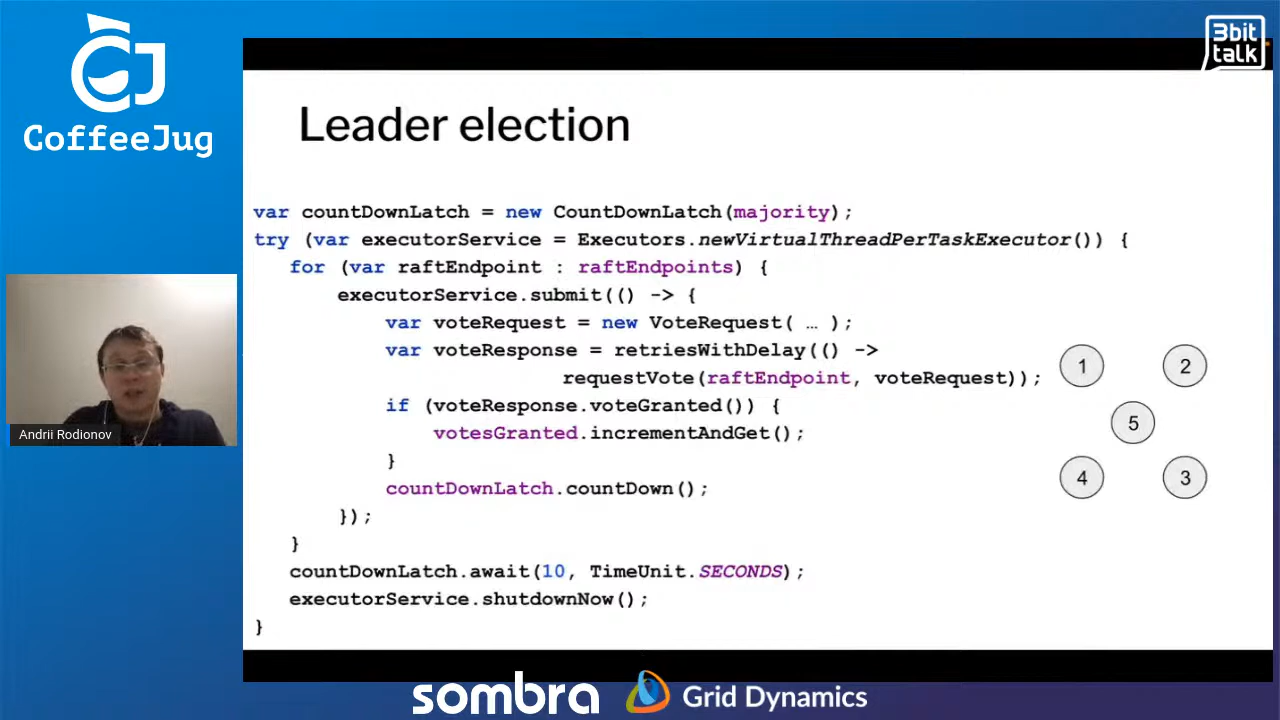 CoffeeJug
3bit
talk
Leader election
var countDownLatch = new CountDownLatch(majority);
try (var executorService = Executors.newVirtualThreadPerTaskExecutor()) {
for (var raftEndpoint : raftEndpoints) {
executorService.submit(() -> {
var voteRequest = new VoteRequest( … );
var voteResponse = retriesWithDelay(() ->
requestVote(raftEndpoint, voteRequest));
if (voteResponse.voteGranted()) {
votesGranted.incrementAndGet();
}
countDownLatch.countDown();
});
}
countDownLatch.await(10, TimeUnit.SECONDS);
executorService.shutdownNow();
}
1
2
5
4
3
Andrii Rodionov
sombra
Grid Dynamics